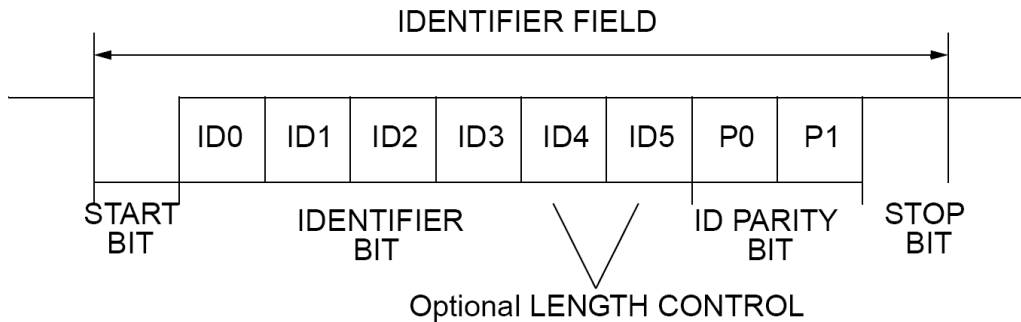 IDENTIFIER FIELD
ID0 ID1 ID2 ID3 ID4 ID5 P0 P1
START BIT
IDENTIFIER BIT
ID PARITY BIT
STOP BIT
Optional LENGTH CONTROL